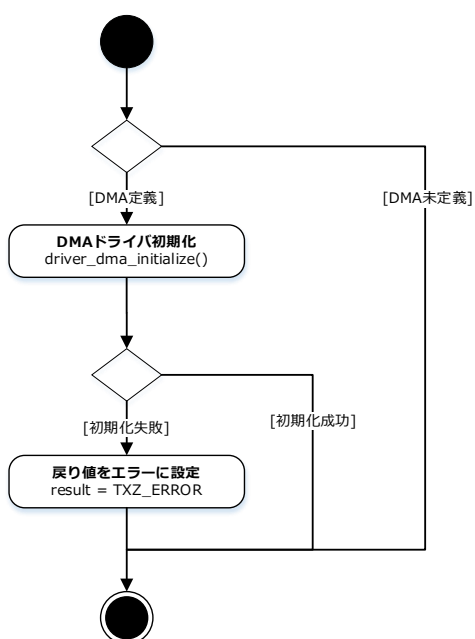 [DMA定義]
[DMA未定義]
DMAドライバ初期化
driver_dma_initialize()
[初期化失敗]
[初期化成功]
戻り値をエラーに設定
result = TXZ_ERROR